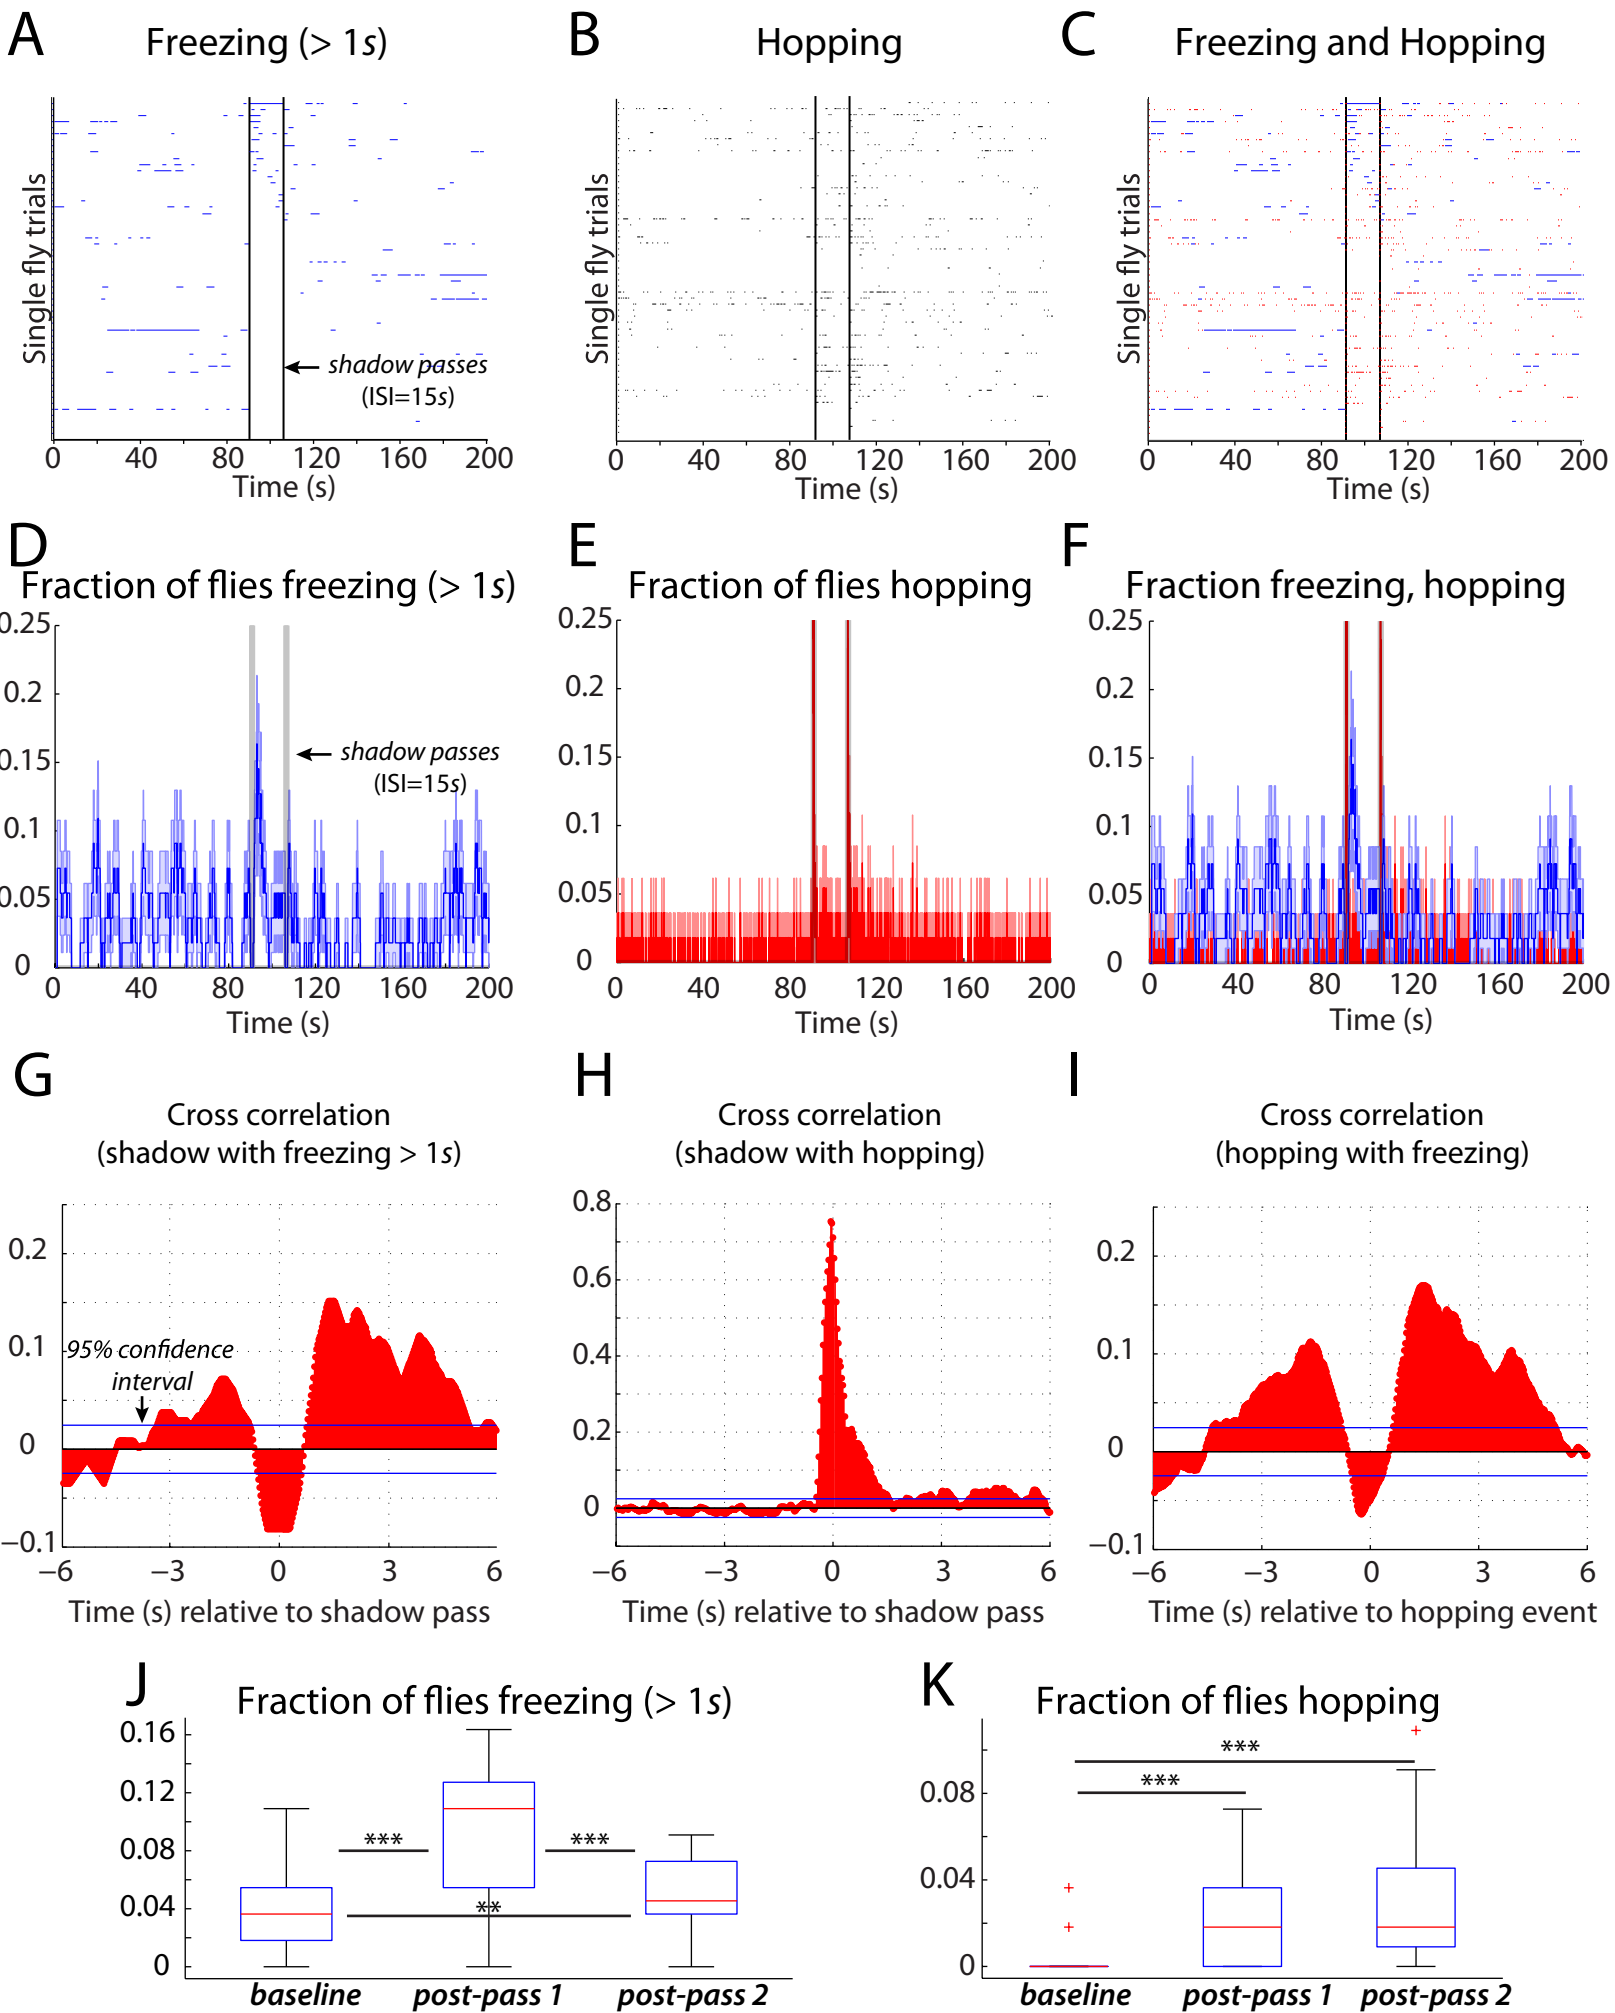 A
Freezing (> 1s)
B
Hopping
C
Freezing and Hopping
Single fly trials
shadow passes
(ISI=15s)
0 40 80 120 160 200
Time (s)
Single fly trials
0 40 80 120 160 200
Time (s)
Single fly trials
0 40 80 120 160 200
Time (s)
D
Fraction of flies freezing (> 1s)
0.25
0.2
0.15
0.1
0.05
0
shadow passes
(ISI=15s)
0 40 80 120 160 200
Time (s)
E
Fraction of flies hopping
0.25
0.2
0.15
0.1
0.05
0
0 40 80 120 160 200
Time (s)
F
Fraction freezing, hopping
0.25
0.2
0.15
0.1
0.05
0
0 40 80 120 160 200
Time (s)
G
Cross correlation
(shadow with freezing > 1s)
0.2
0.1
0
−0.1
95% confidence
interval
−6 −3 0 3 6
Time (s) relative to shadow pass
H
Cross correlation
(shadow with hopping)
0.8
0.6
0.4
0.2
0
−6 −3 0 3 6
Time (s) relative to shadow pass
I
Cross correlation
(hopping with freezing)
0.2
0.1
0
−0.1
−6 −3 0 3 6
Time (s) relative to hopping event
J
Fraction of flies freezing (> 1s)
0.16
0.12
0.08
0.04
0
*** ***
**
baseline post-pass 1 post-pass 2
K
Fraction of flies hopping
0.08
0.04
0
***
***
baseline post-pass 1 post-pass 2